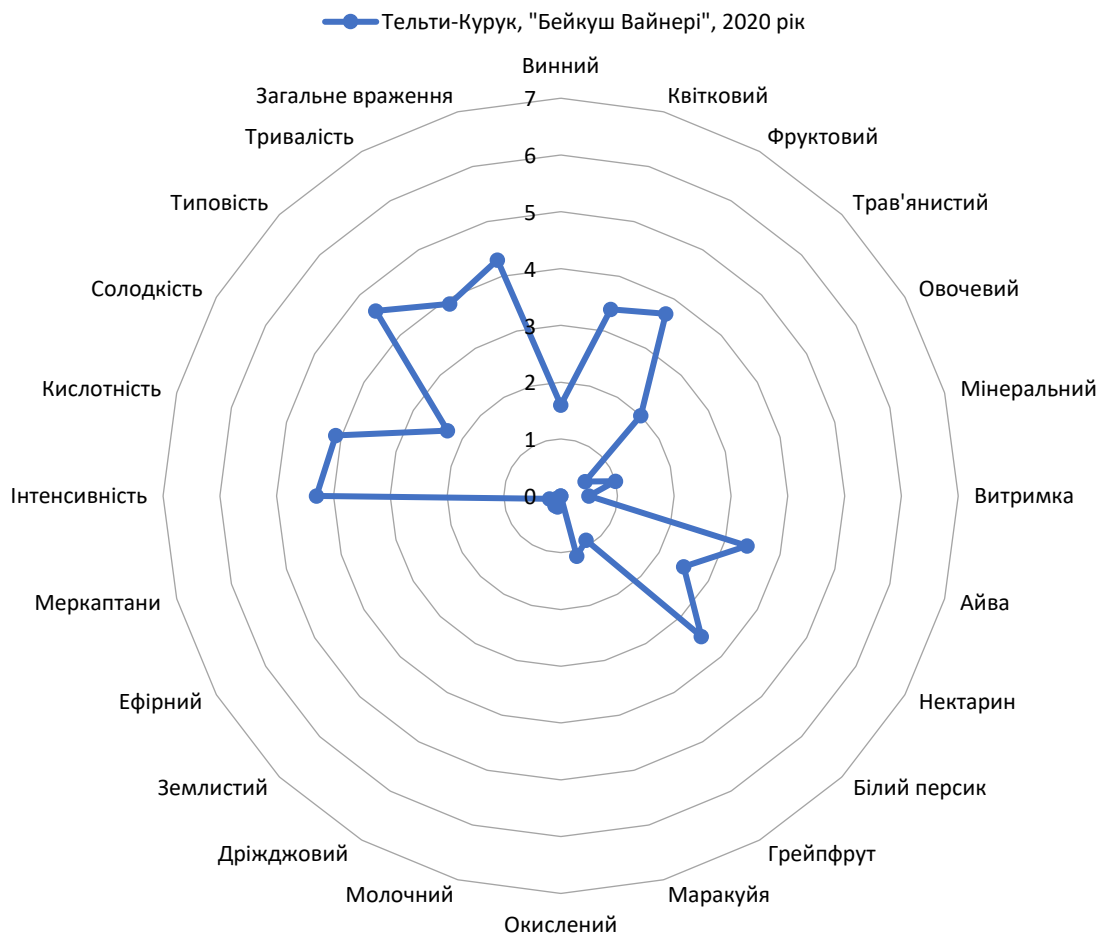 Тельти-Курук, "Бейкуш Вайнері", 2020 рік
Винний
Квітковий
Фруктовий
Трав'янистий
Овочевий
Мінеральний
Витримка
Айва
Нектарин
Білий персик
Грейпфрут
Маракуйя
Окислений
Молочний
Дріжджовий
Землистий
Ефірний
Меркаптани
Інтенсивність
Кислотність
Солодкість
Типовість
Тривалість
Загальне враження
7
6
5
4
3
2
1
0